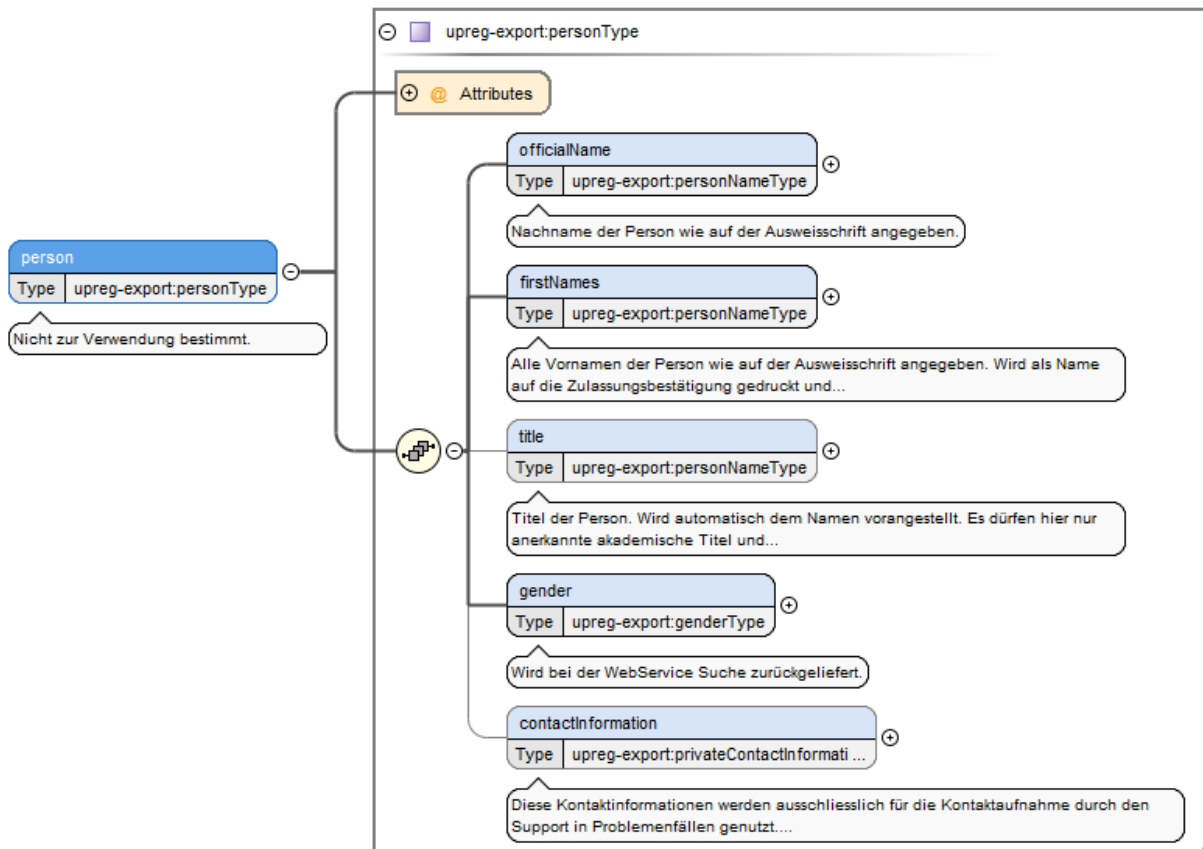 upreg-export:personType
@ Attributes
officialName
Type upreg-export:personNameType
Nachname der Person wie auf der Ausweisschrift angegeben.
person
Type upreg-export:personType
Nicht zur Verwendung bestimmt.
firstNames
Type upreg-export:personNameType
Alle Vornamen der Person wie auf der Ausweisschrift angegeben. Wird als Name
auf die Zulassungsbestätigung gedruckt und...
title
Type upreg-export:personNameType
Titel der Person. Wird automatisch dem Namen vorangestellt. Es dürfen hier nur
anerkannte akademische Titel und...
gender
Type upreg-export:genderType
Wird bei der WebService Suche zurückgeliefert.
contactInformation
Type upreg-export:privateContactInformati ...
Diese Kontaktinformationen werden ausschliesslich für die Kontaktaufnahme durch den
Support in Problemenfällen genutzt....